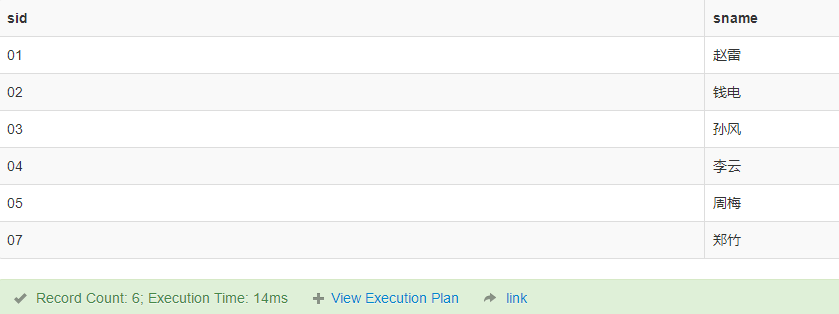 sid sname
01 赵雷
02 钱电
03 孙风
04 李云
05 周梅
07 郑竹
Record Count: 6; Execution Time: 14ms View Execution Plan link